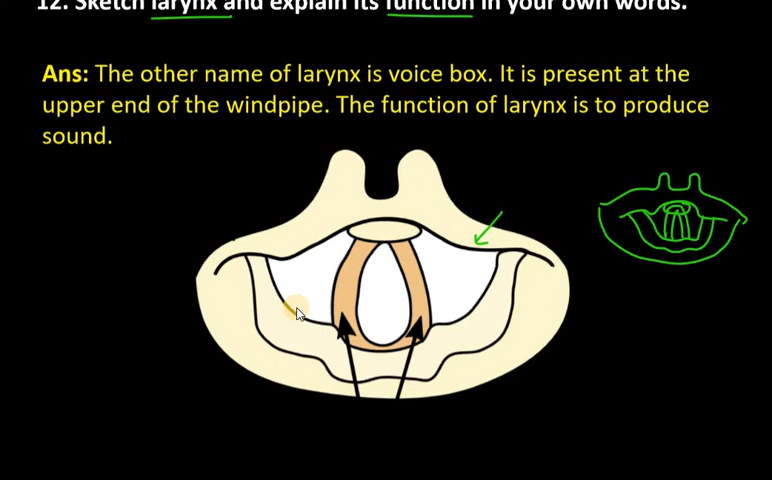 12. Sketch larynx and explain its function in your own words.
Ans: The other name of larynx is voice box. It is present at the
upper end of the windpipe. The function of larynx is to produce
sound.